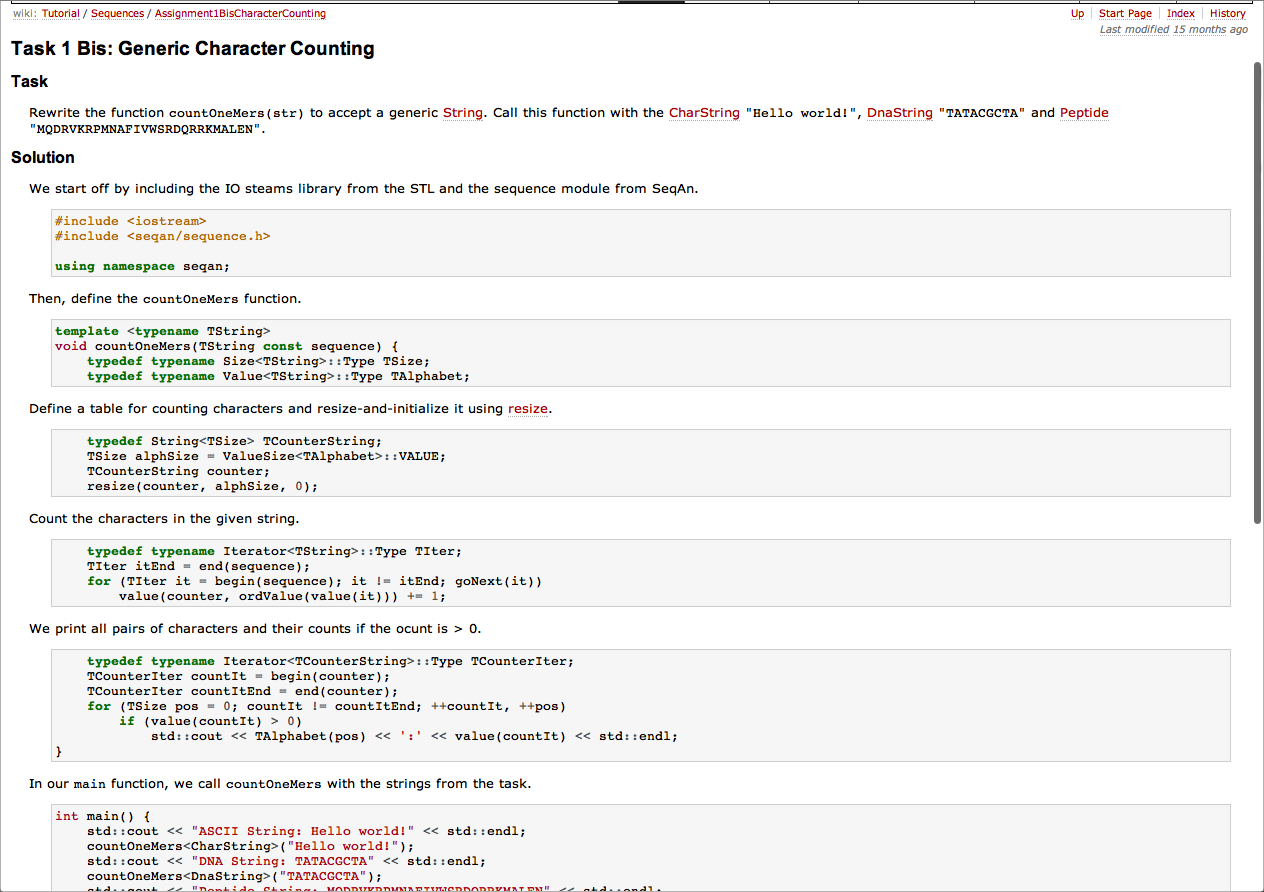 wiki: Tutorial / Sequences / Assignment1BisCharacterCounting
Up Start Page Index History
Last modified 15 months ago
Task 1 Bis: Generic Character Counting
Task
Rewrite the function countOneMers(str) to accept a generic String. Call this function with the CharString "Hello world!", DnaString "TATACGCTA" and Peptide
"MQDRVKRPMNAFIVWSRDQRRKMALEN".
Solution
We start off by including the IO steams library from the STL and the sequence module from SeqAn.
#include <iostream>
#include <seqan/sequence.h>
using namespace seqan;
Then, define the countOneMers function.
template <typename TString>
void countOneMers(TString const sequence) {
    typedef typename Size<TString>::Type TSize;
    typedef typename Value<TString>::Type TAlphabet;
Define a table for counting characters and resize-and-initialize it using resize.
    typedef String<TSize> TCounterString;
    TSize alphSize = ValueSize<TAlphabet>::VALUE;
    TCounterString counter;
    resize(counter, alphSize, 0);
Count the characters in the given string.
    typedef typename Iterator<TString>::Type TIter;
    TIter itEnd = end(sequence);
    for (TIter it = begin(sequence); it != itEnd; goNext(it))
        value(counter, ordValue(value(it))) += 1;
We print all pairs of characters and their counts if the ocunt is > 0.
    typedef typename Iterator<TCounterString>::Type TCounterIter;
    TCounterIter countIt = begin(counter);
    TCounterIter countItEnd = end(counter);
    for (TSize pos = 0; countIt != countItEnd; ++countIt, ++pos)
        if (value(countIt) > 0)
            std::cout << TAlphabet(pos) << ':' << value(countIt) << std::endl;
}
In our main function, we call countOneMers with the strings from the task.
int main() {
    std::cout << "ASCII String: Hello world!" << std::endl;
    countOneMers<CharString>("Hello world!");
    std::cout << "DNA String: TATACGCTA" << std::endl;
    countOneMers<DnaString>("TATACGCTA");
    std::cout << "Peptide String: MQDRVKRPMNAFIVWSRDQRRKMALEN" << std::endl;